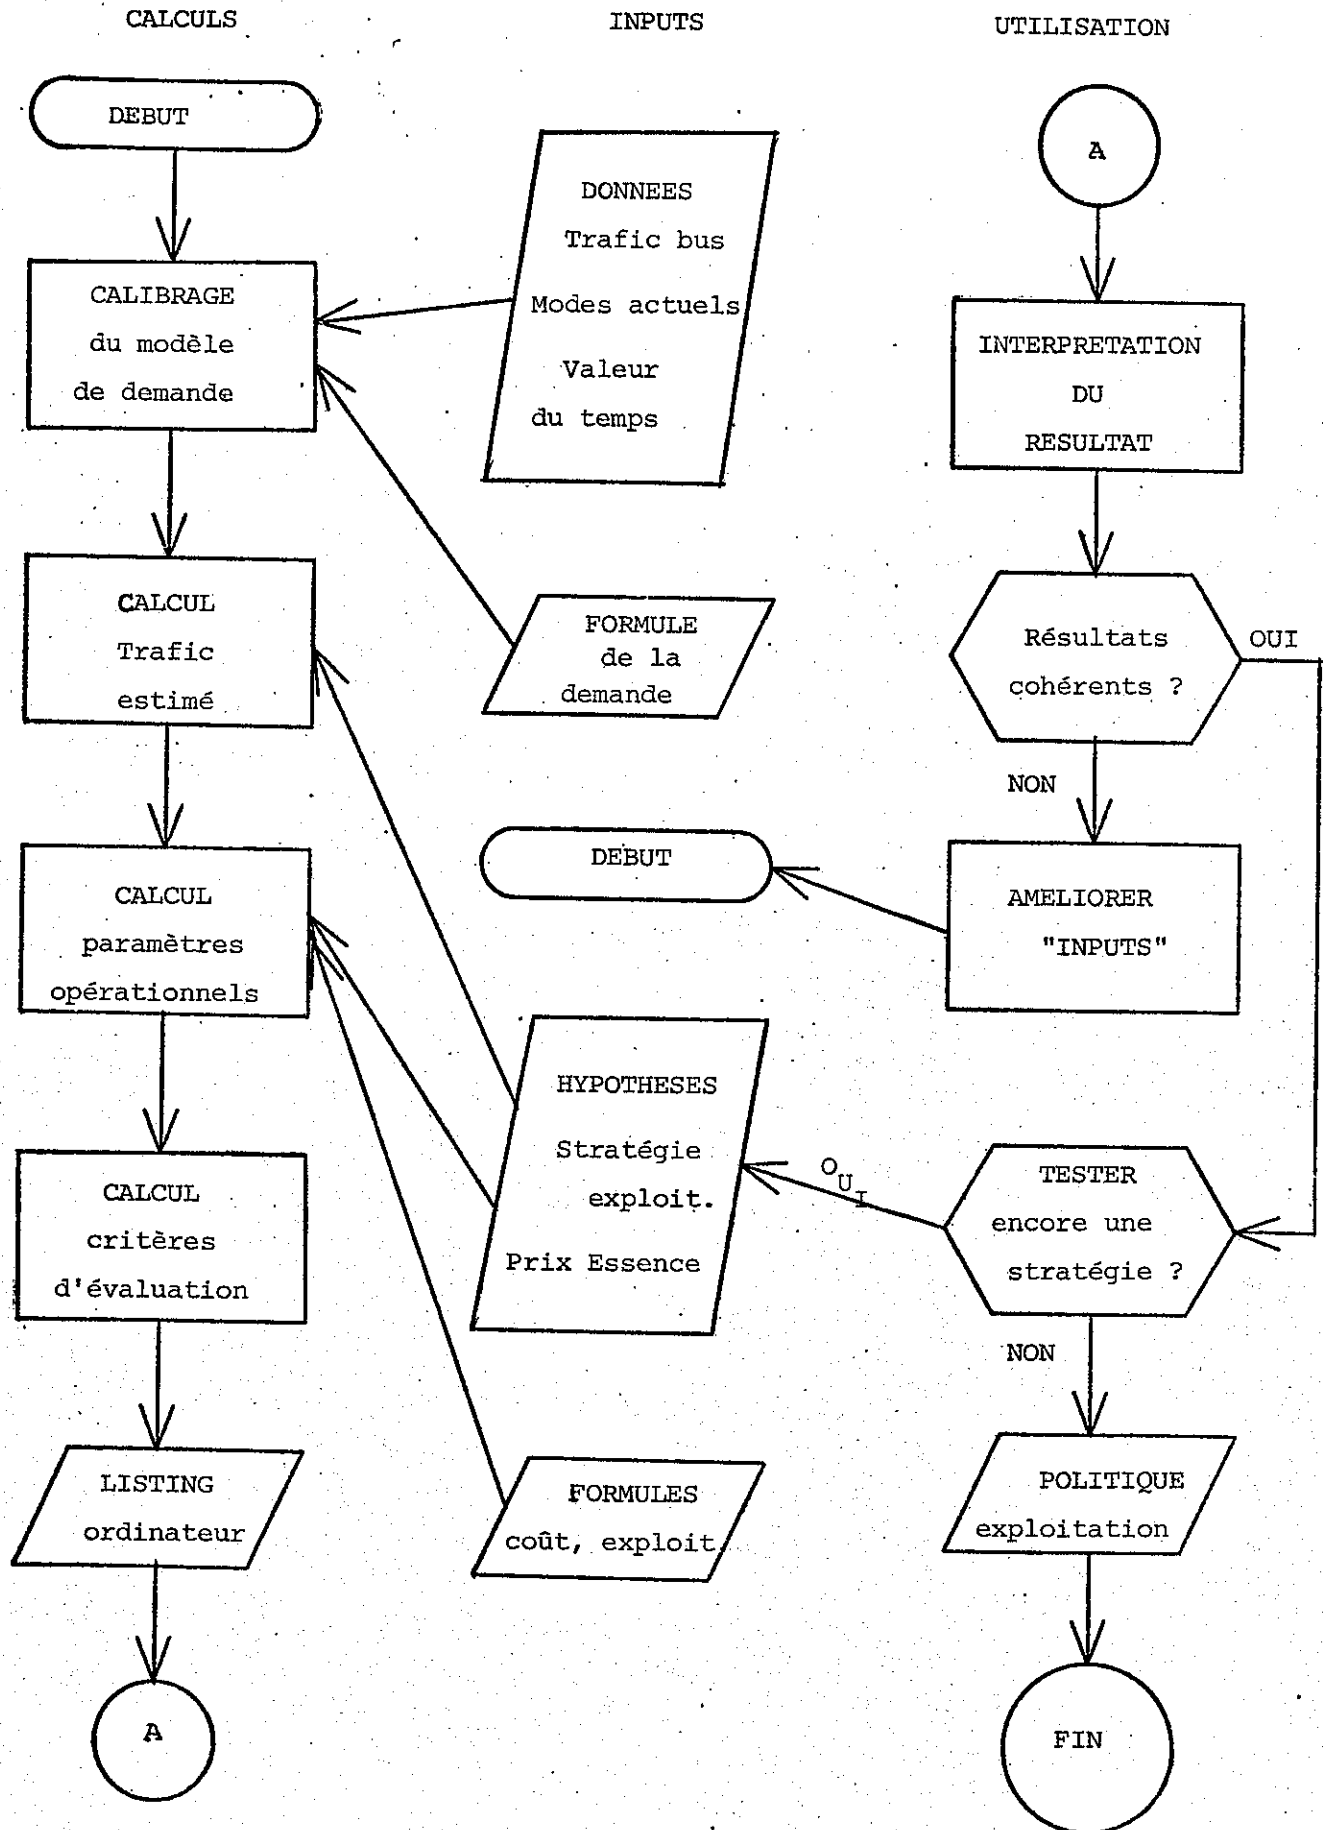 CALCULS
INPUTS
UTILISATION
DEBUT
CALIBRAGE
du modèle
de demande
CALCUL
Trafic
estimé
CALCUL
paramètres
opérationnels
CALCUL
critères
d'évaluation
LISTING
ordinateur
A
DONNEES
Trafic bus
Modes actuels
Valeur
du temps
FORMULE
de la
demande
DEBUT
HYPOTHESES
Stratégie
exploit.
Prix Essence
FORMULES
coût, exploit.
A
INTERPRETATION
DU
RESULTAT
Résultats
cohérents ?
OUI
NON
AMELIORER
"INPUTS"
TESTER
encore une
stratégie ?
OUI
NON
POLITIQUE
exploitation
FIN